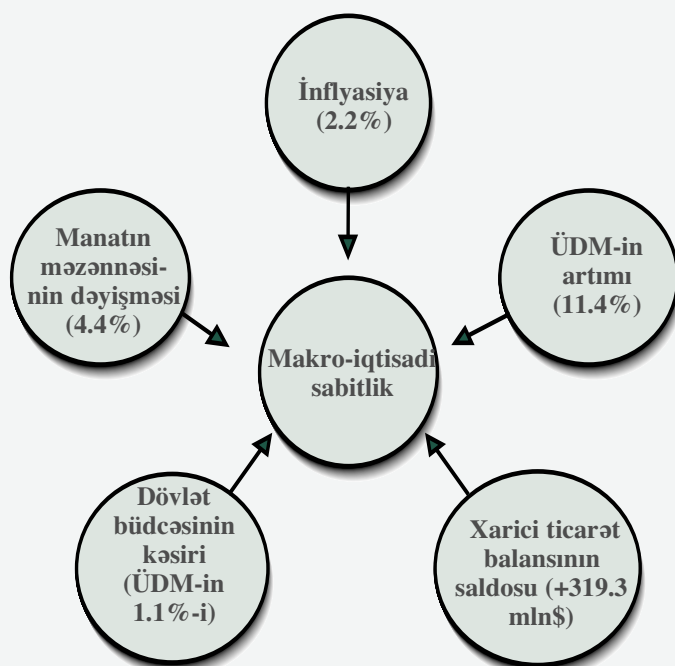 İnflyasiya
(2.2%)
Manatın
məzənnəsi-
nin dəyişməsi
(4.4%)
ÜDM-in
artımı
(11.4%)
Makro-iqtisadi
sabitlik
Dövlət
büdcəsinin
kəsiri
(ÜDM-in
1.1%-i)
Xarici ticarət
balansının
saldosu (+319.3
mln$)